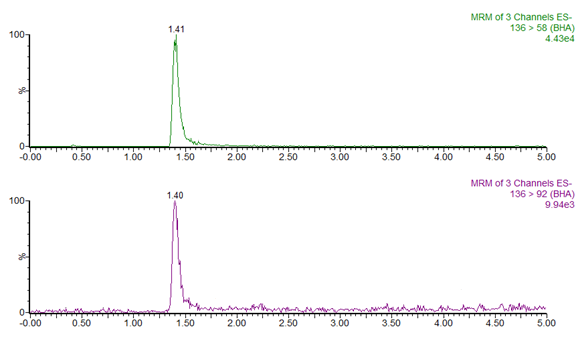 MRM of 3 Channels ES-
136 > 58 (BHA)
4.43e4
1.41
100
%
0
-0.00 0.50 1.00 1.50 2.00 2.50 3.00 3.50 4.00 4.50 5.00
MRM of 3 Channels ES-
136 > 92 (BHA)
9.94e3
1.40
100
%
0
-0.00 0.50 1.00 1.50 2.00 2.50 3.00 3.50 4.00 4.50 5.00